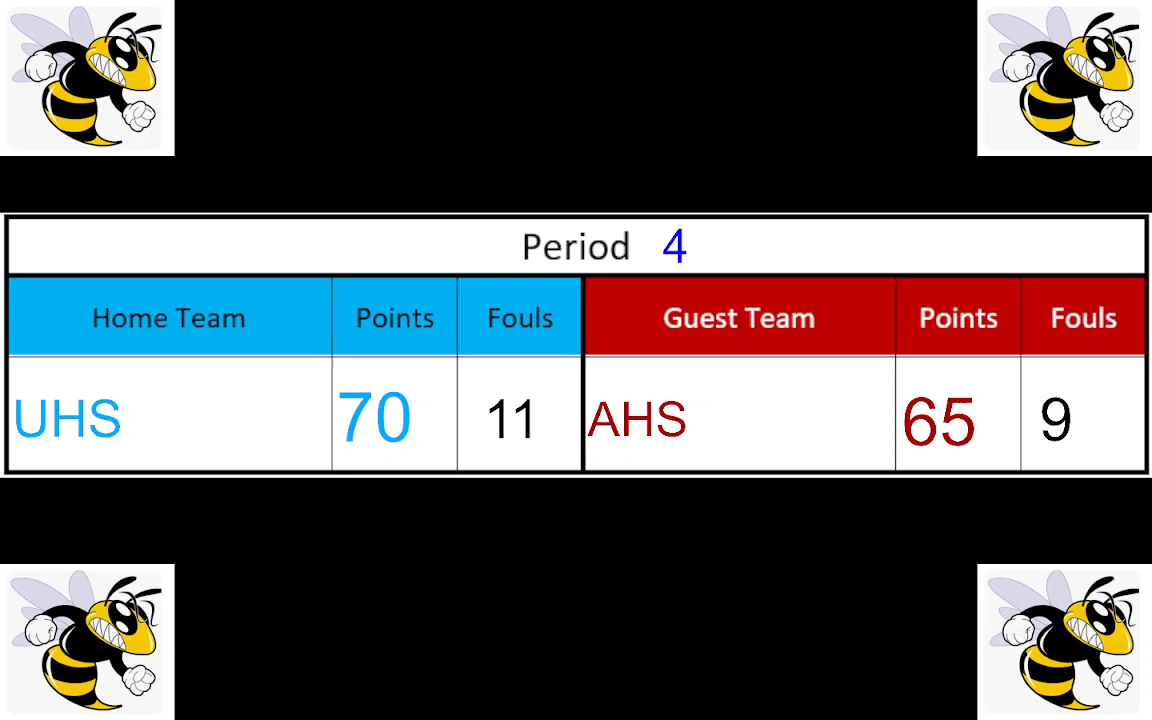 Period 4
Home Team Points Fouls Guest Team Points Fouls
UHS 70 11 AHS 65 9